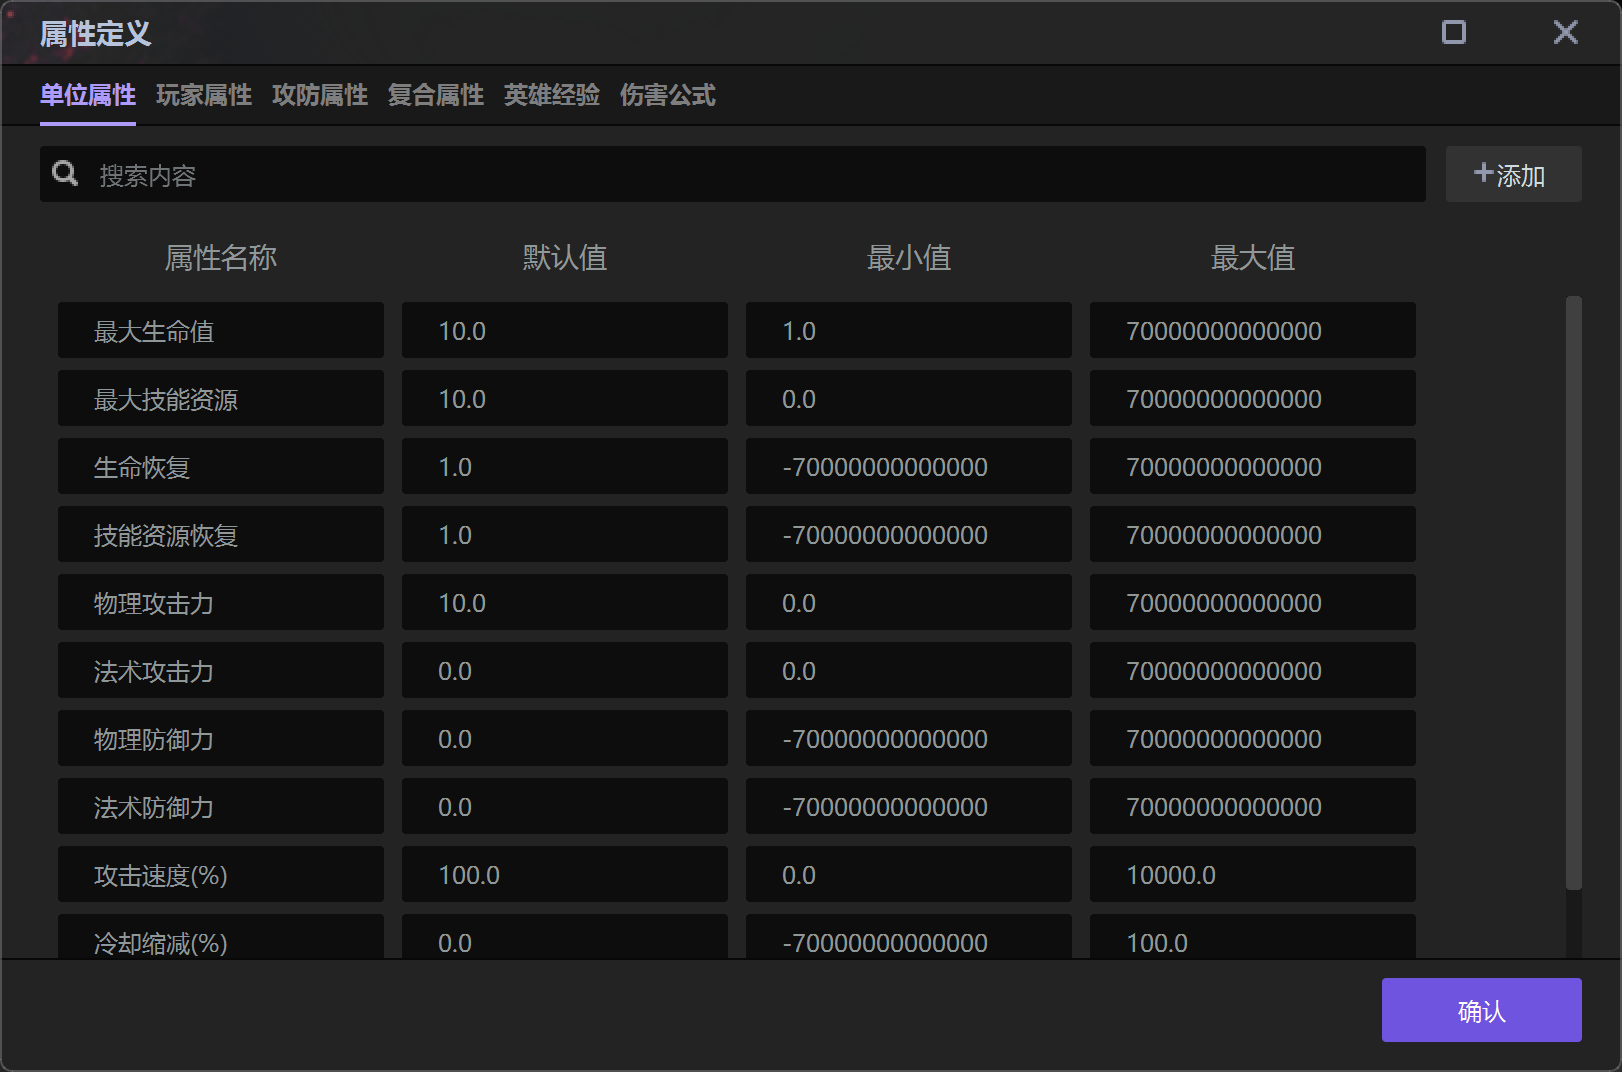 属性定义
单位属性 玩家属性 攻防属性 复合属性 英雄经验 伤害公式
搜索内容 +添加
属性名称 默认值 最小值 最大值
最大生命值 10.0 1.0 70000000000000
最大技能资源 10.0 0.0 70000000000000
生命恢复 1.0 -70000000000000 70000000000000
技能资源恢复 1.0 -70000000000000 70000000000000
物理攻击力 10.0 0.0 70000000000000
法术攻击力 0.0 0.0 70000000000000
物理防御力 0.0 -70000000000000 70000000000000
法术防御力 0.0 -70000000000000 70000000000000
攻击速度(%) 100.0 0.0 10000.0
冷却缩减(%) 0.0 -70000000000000 100.0
确认